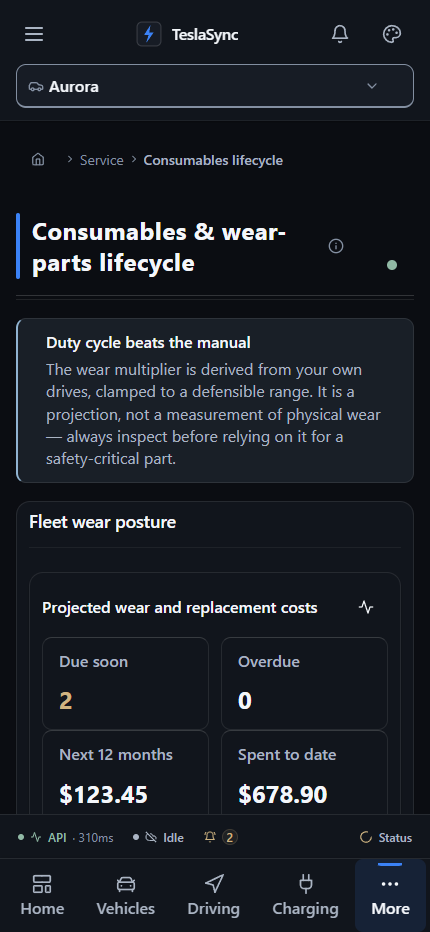 TeslaSync
Aurora
Service
Consumables lifecycle
Consumables & wear-
parts lifecycle
Duty cycle beats the manual
The wear multiplier is derived from your own
drives, clamped to a defensible range. It is a
projection, not a measurement of physical wear
— always inspect before relying on it for a
safety-critical part.
Fleet wear posture
Projected wear and replacement costs
Due soon
Overdue
2
0
Next 12 months
Spent to date
$123.45
$678.90
API · 310ms
Idle
2
Status
Home
Vehicles
Driving
Charging
More